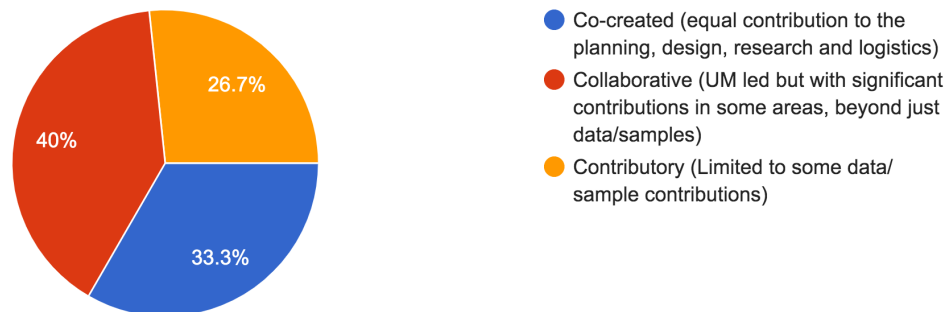 26.7%
40%
33.3%
Co-created (equal contribution to the
planning, design, research and logistics)
Collaborative (UM led but with significant
contributions in some areas, beyond just
data/samples)
Contributory (Limited to some data/
sample contributions)